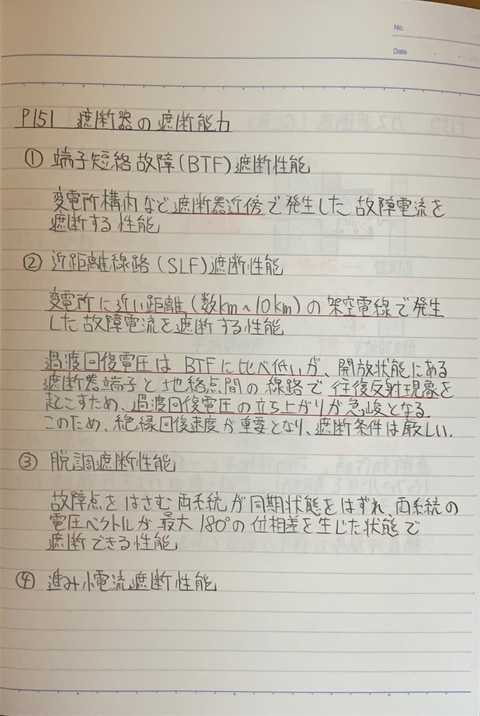 No.
Date
P151 遮断器の遮断能力
① 端子短絡故障(BTF)遮断性能
変電所構内など遮断器近傍で発生した故障電流を
遮断する性能
② 近距離線路(SLF)遮断性能
変電所に近い距離(数km~10km)の架空電線で発生
した故障電流を遮断する性能
過渡回復電圧はBTFに比べ低いが、開放状態にある
遮断器端子と地絡点間の線路で往復反射現象を
起こすため、過渡回復電圧の立ち上がりが急峻となる。
このため、絶縁回復速度が重要となり、遮断条件は厳しい。
③ 脱調遮断性能
故障点をはさむ両系統が同期状態をはずれ、両系統の
電圧ベクトルが最大180°の位相差を生じた状態で
遮断できる性能
④ 進み小電流遮断性能